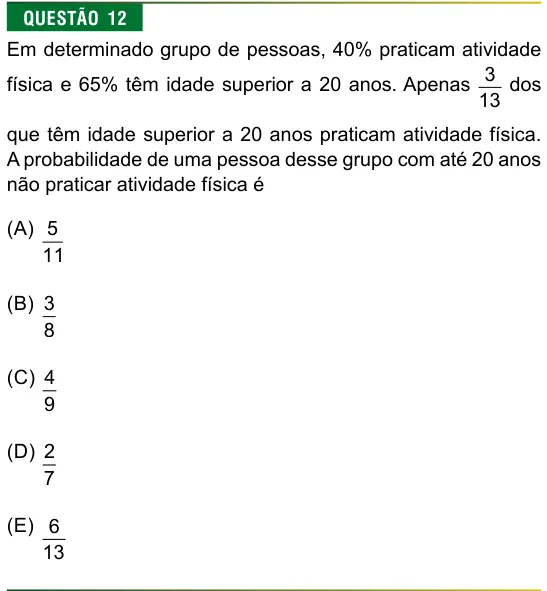 QUESTÃO 12
Em determinado grupo de pessoas, 40% praticam atividade
física e 65% têm idade superior a 20 anos. Apenas 3/13 dos
que têm idade superior a 20 anos praticam atividade física.
A probabilidade de uma pessoa desse grupo com até 20 anos
não praticar atividade física é
(A) 5/11
(B) 3/8
(C) 4/9
(D) 2/7
(E) 6/13